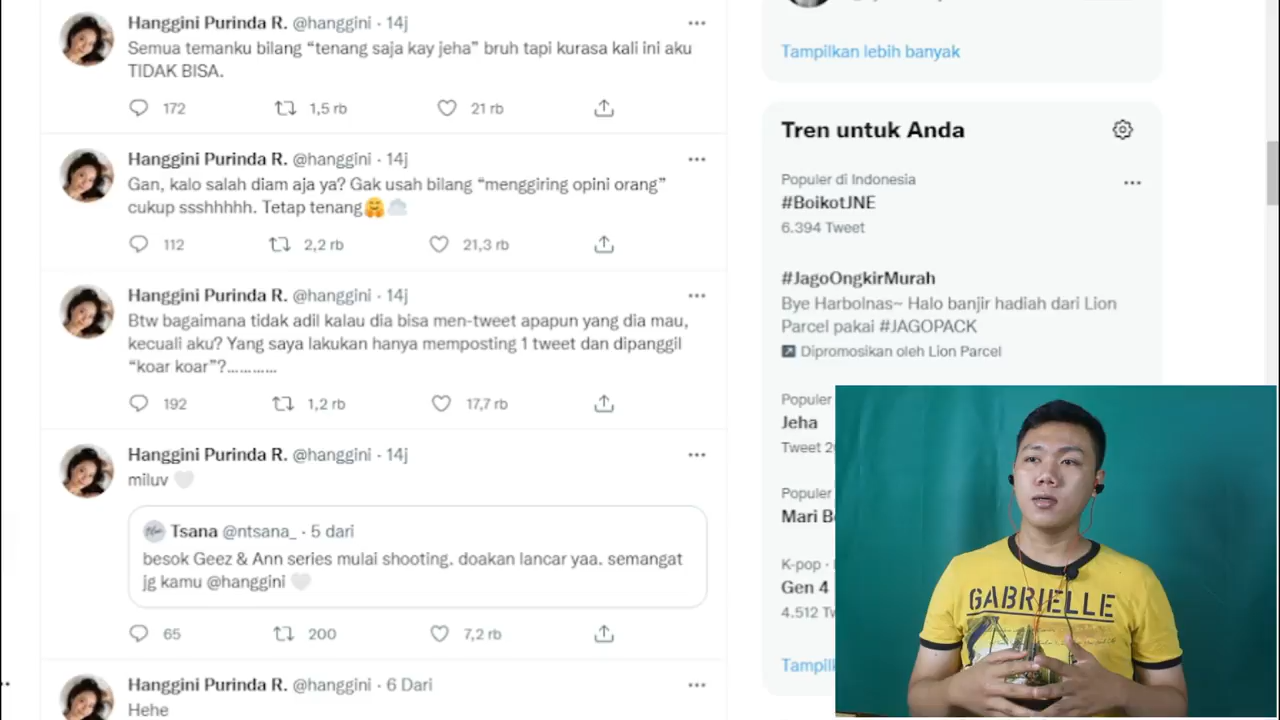 Hanggini Purinda R. @hanggini · 14j
Semua temanku bilang “tenang saja kay jeha” bruh tapi kurasa kali ini aku
TIDAK BISA.
172 1,5 rb 21 rb
Hanggini Purinda R. @hanggini · 14j
Gan, kalo salah diam aja ya? Gak usah bilang “menggiring opini orang”
cukup ssshhhhh. Tetap tenang🤗☁️
112 2,2 rb 21,3 rb
Hanggini Purinda R. @hanggini · 14j
Btw bagaimana tidak adil kalau dia bisa men-tweet apapun yang dia mau,
kecuali aku? Yang saya lakukan hanya memposting 1 tweet dan dipanggil
“koar koar”?............
192 1,2 rb 17,7 rb
Hanggini Purinda R. @hanggini · 14j
miluv 🤍
Tsana @ntsana_ · 5 dari
besok Geez & Ann series mulai shooting. doakan lancar yaa. semangat
jg kamu @hanggini 🤍
65 200 7,2 rb
Hanggini Purinda R. @hanggini · 6 Dari
Hehe
Tampilkan lebih banyak
Tren untuk Anda
Populer di Indonesia
#BoikotJNE
6.394 Tweet
#JagoOngkirMurah
Bye Harbolnas~ Halo banjir hadiah dari Lion
Parcel pakai #JAGOPACK
Dipromosikan oleh Lion Parcel
Populer
Jeha
Tweet
Populer
Mari
K-pop ·
Gen 4
4.512
GABRIELLE